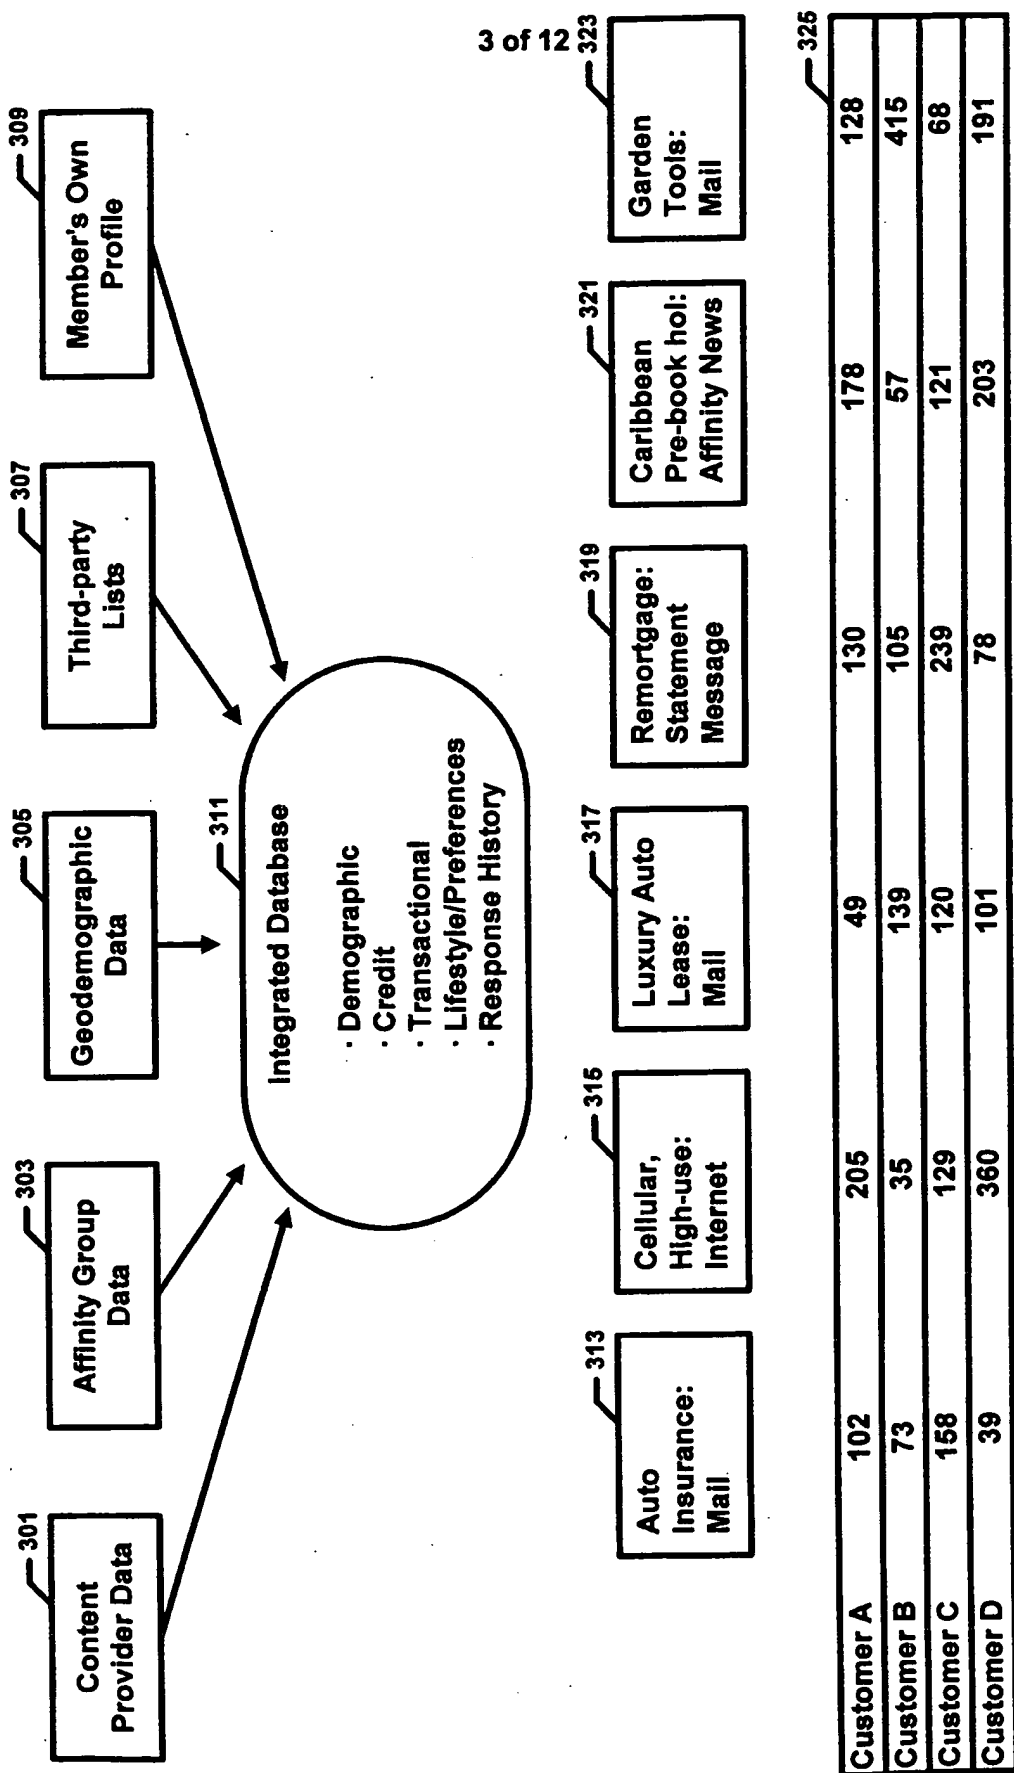 3 of 12
301
Content
Provider Data
303
Affinity Group
Data
305
Geodemographic
Data
307
Third-party
Lists
309
Member's Own
Profile
311
Integrated Database
· Demographic
· Credit
· Transactional
· Lifestyle/Preferences
· Response History
313
Auto
Insurance:
Mail
315
Cellular,
High-use:
Internet
317
Luxury Auto
Lease:
Mail
319
Remortgage:
Statement
Message
321
Caribbean
Pre-book hol:
Affinity News
323
Garden
Tools:
Mail
325
Customer A 102 205 49 130 178 128
Customer B 73 35 139 105 57 415
Customer C 158 129 120 239 121 68
Customer D 39 360 101 78 203 191